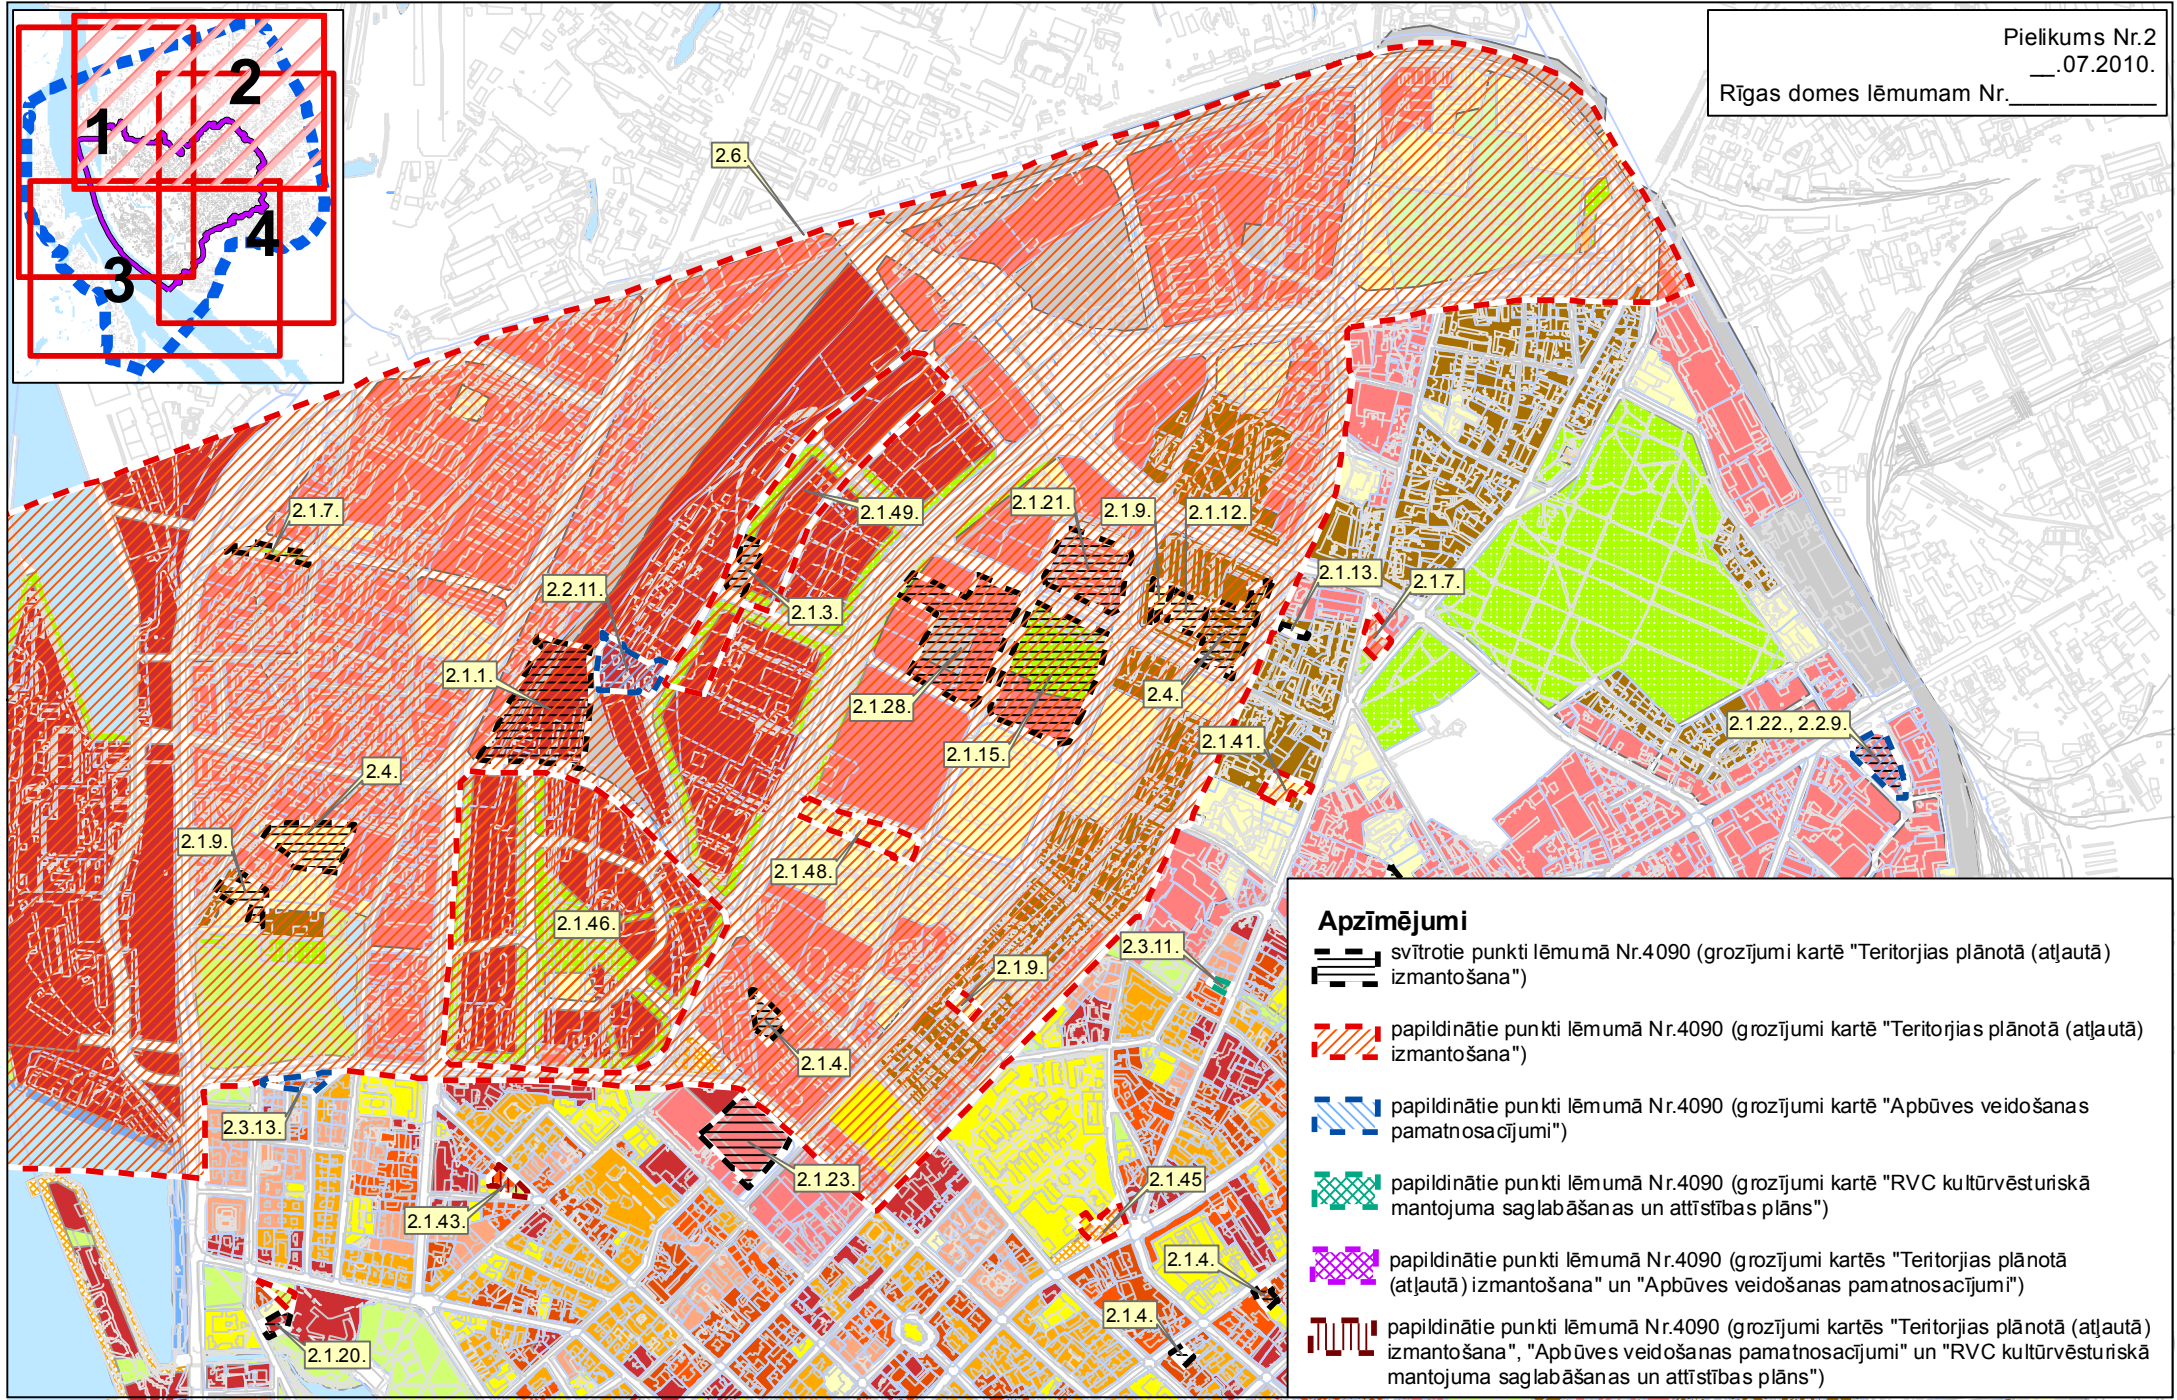 Pielikums Nr.2
__.07.2010.
Rīgas domes lēmumam Nr.___________
2
1
4
3
2.6.
2.1.7.
2.1.49.
2.1.21.
2.1.9.
2.1.12.
2.2.11.
2.1.3.
2.1.13.
2.1.7.
2.1.1.
2.1.28.
2.4.
2.1.15.
2.1.41.
2.1.22., 2.2.9.
2.4.
2.1.9.
2.1.48.
2.1.46.
2.3.11.
2.1.9.
2.1.4.
2.3.13.
2.1.23.
2.1.45
2.1.43.
2.1.4.
2.1.4.
2.1.20.
Apzīmējumi
svītrotie punkti lēmumā Nr.4090 (grozījumi kartē "Teritorjias plānotā (atļautā)
izmantošana")
papildinātie punkti lēmumā Nr.4090 (grozījumi kartē "Teritorjias plānotā (atļautā)
izmantošana")
papildinātie punkti lēmumā Nr.4090 (grozījumi kartē "Apbūves veidošanas
pamatnosacījumi")
papildinātie punkti lēmumā Nr.4090 (grozījumi kartē "RVC kultūrvēsturiskā
mantojuma saglabāšanas un attīstības plāns")
papildinātie punkti lēmumā Nr.4090 (grozījumi kartēs "Teritorjias plānotā
(atļautā) izmantošana" un "Apbūves veidošanas pamatnosacījumi")
papildinātie punkti lēmumā Nr.4090 (grozījumi kartēs "Teritorjias plānotā (atļautā)
izmantošana", "Apbūves veidošanas pamatnosacījumi" un "RVC kultūrvēsturiskā
mantojuma saglabāšanas un attīstības plāns")